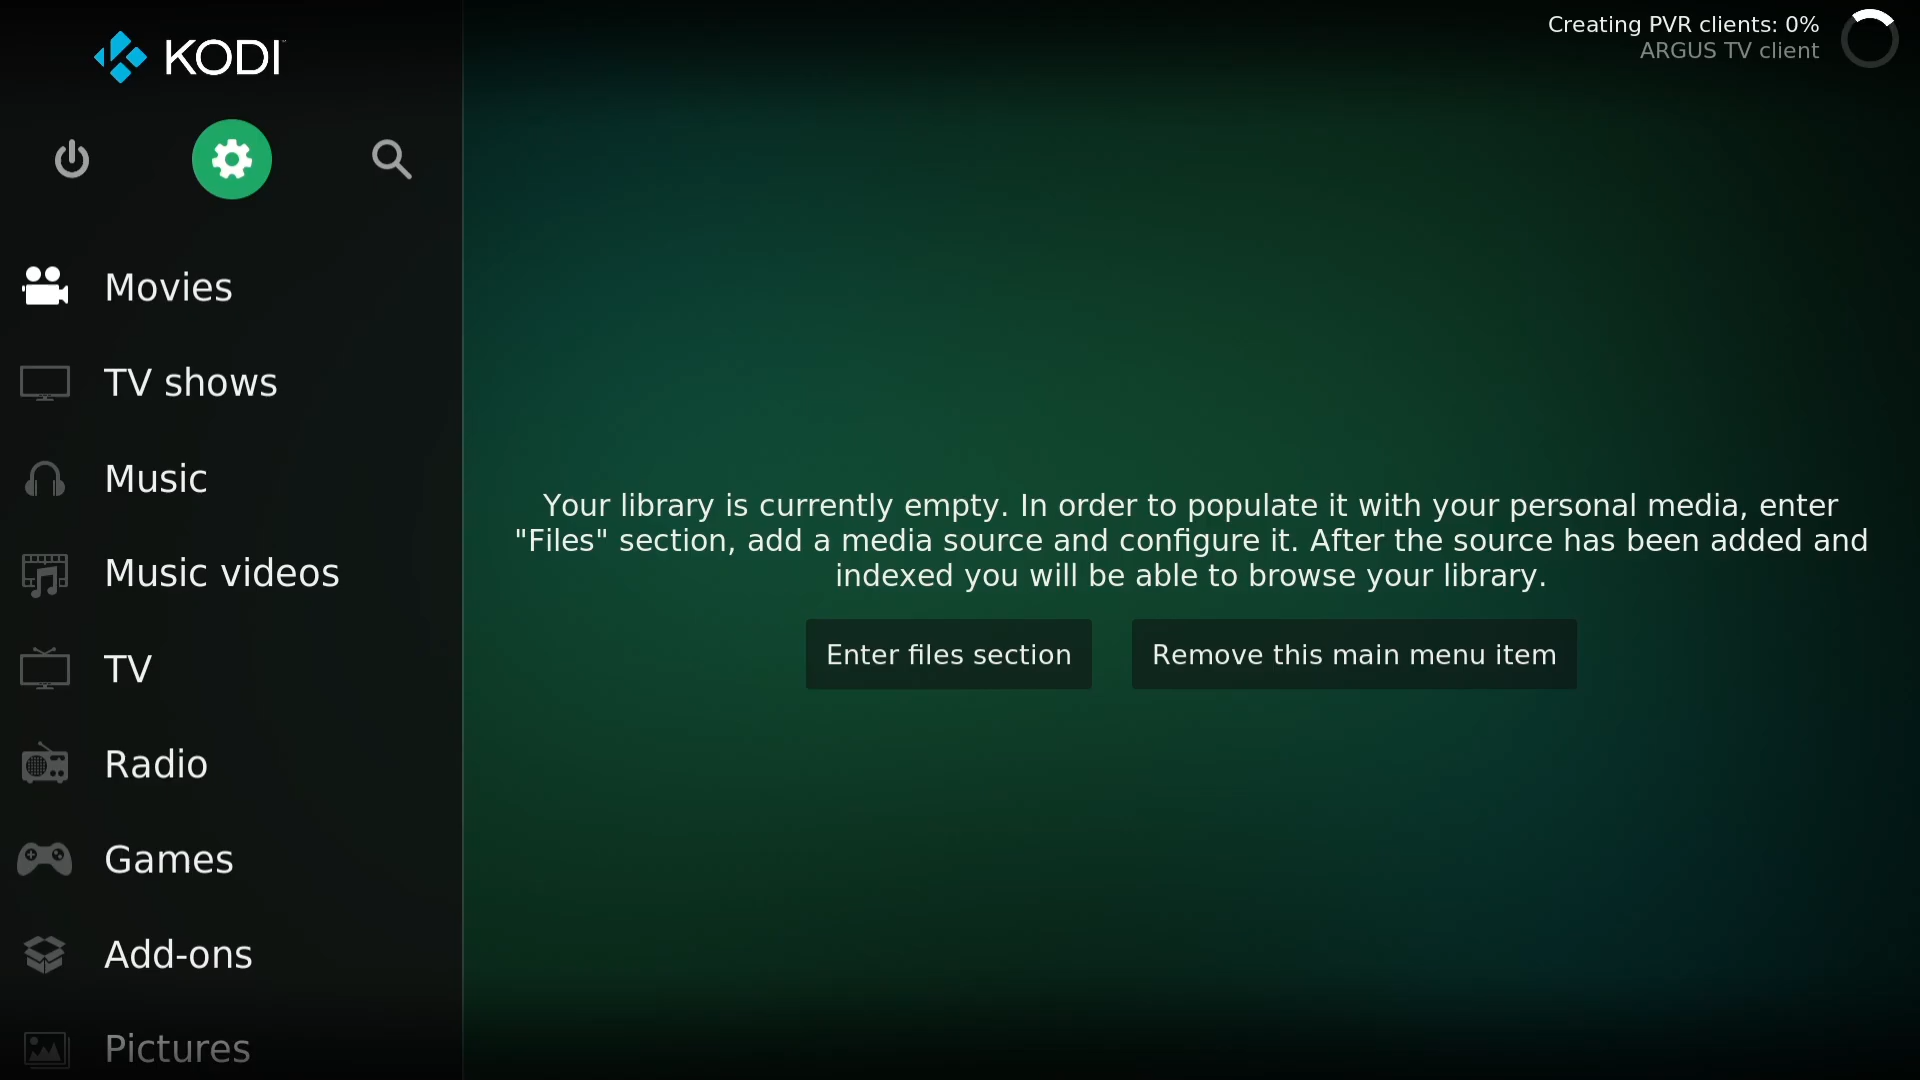 KODI
Creating PVR clients: 0%
ARGUS TV client
Movies
TV shows
Music
Music videos
TV
Radio
Games
Add-ons
Pictures
Your library is currently empty. In order to populate it with your personal media, enter
"Files" section, add a media source and configure it. After the source has been added and
indexed you will be able to browse your library.
Enter files section
Remove this main menu item